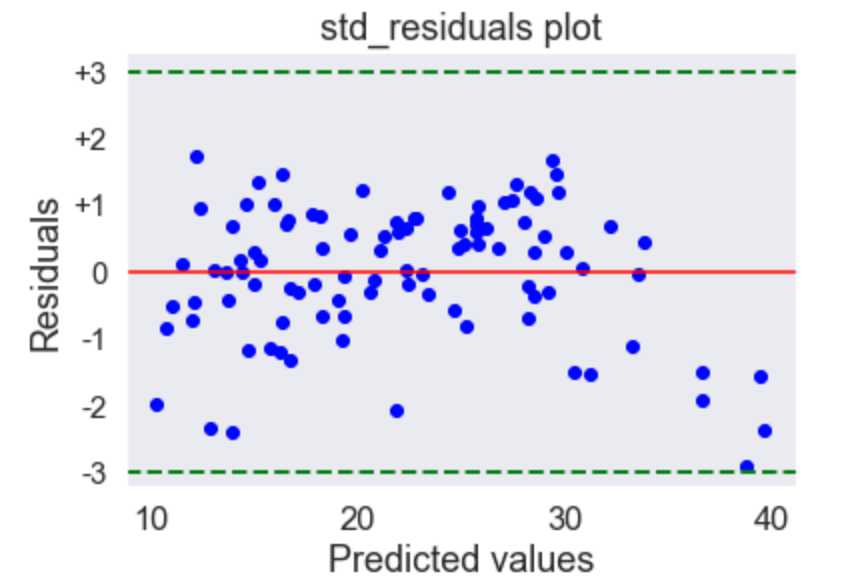 std_residuals plot
+3
+2
+1
0
-1
-2
-3
Residuals
10 20 30 40
Predicted values